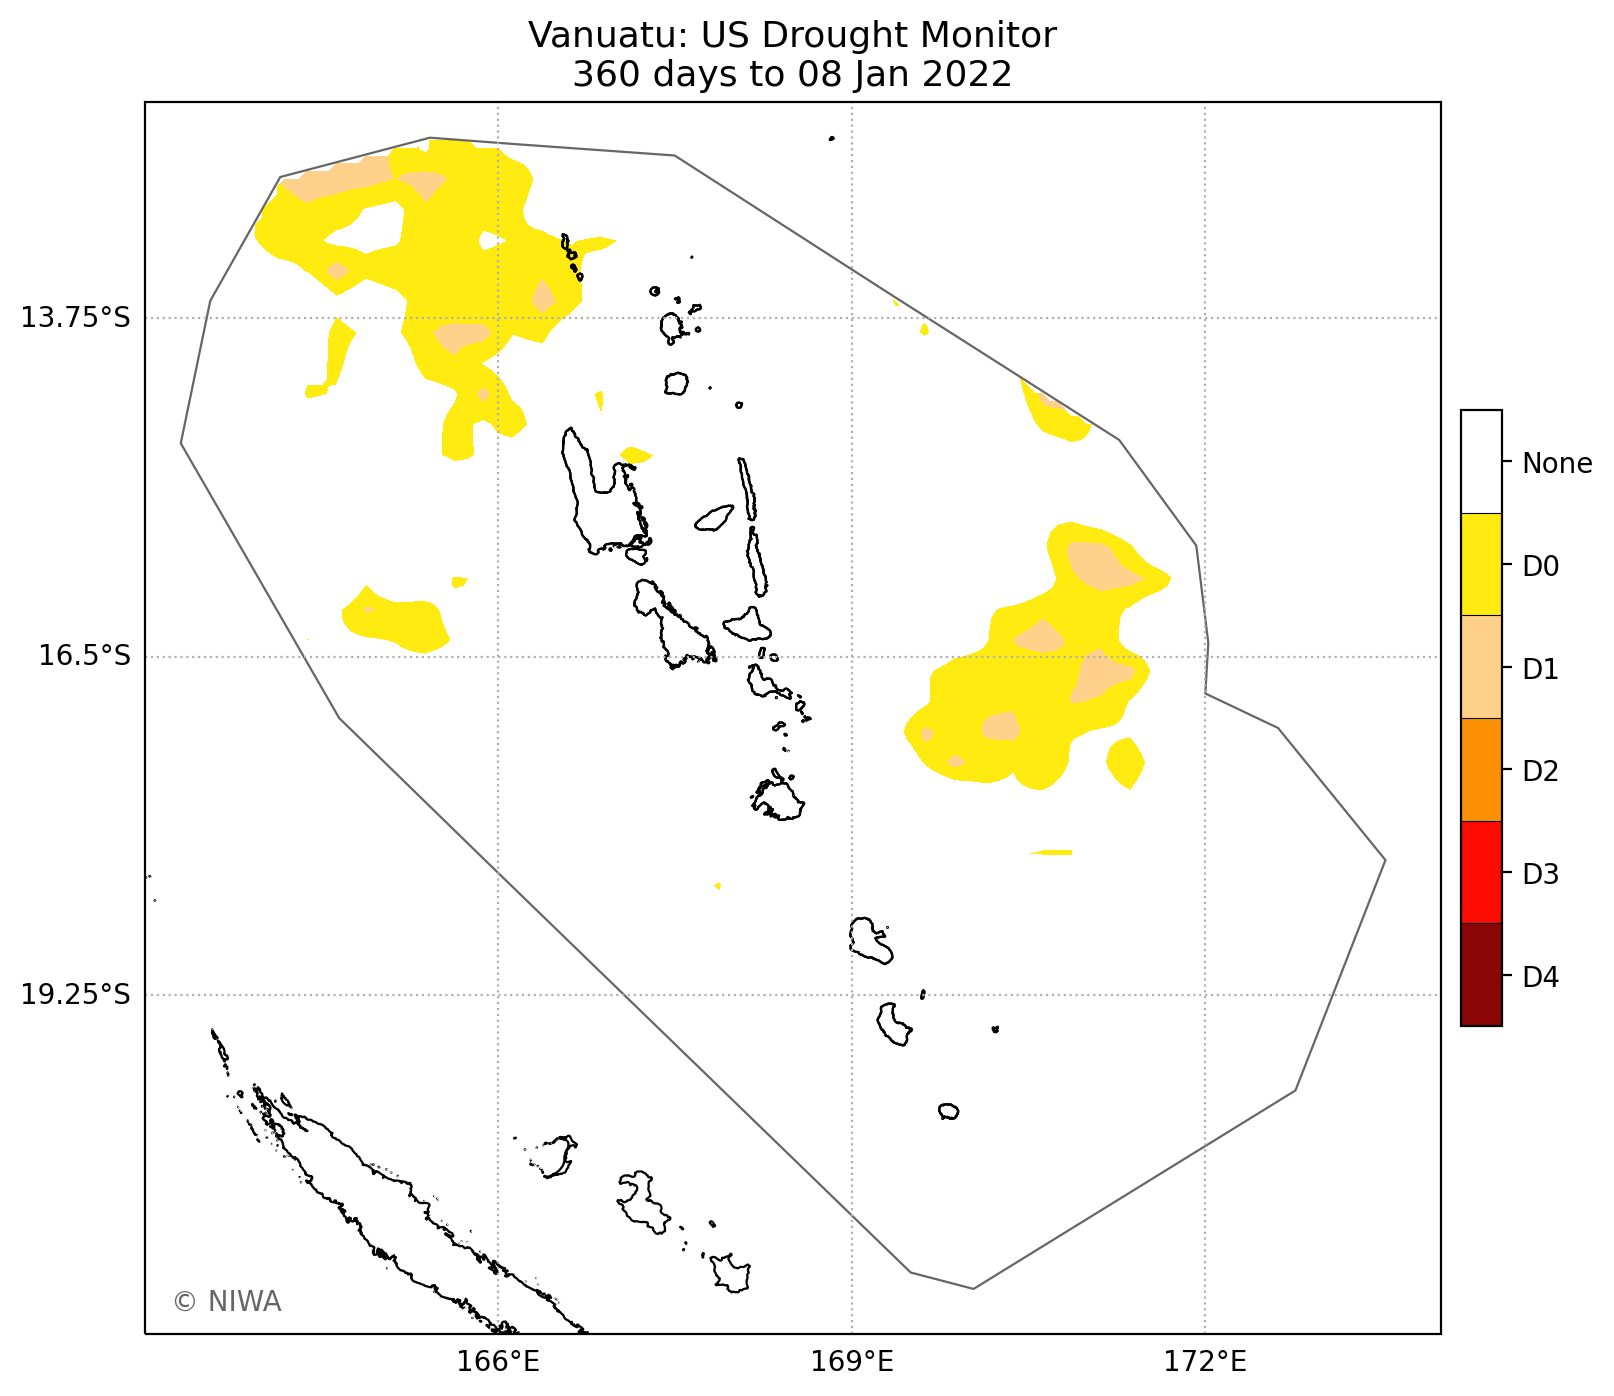 Vanuatu: US Drought Monitor
360 days to 08 Jan 2022
13.75°S
16.5°S
19.25°S
166°E
169°E
172°E
None
D0
D1
D2
D3
D4
© NIWA